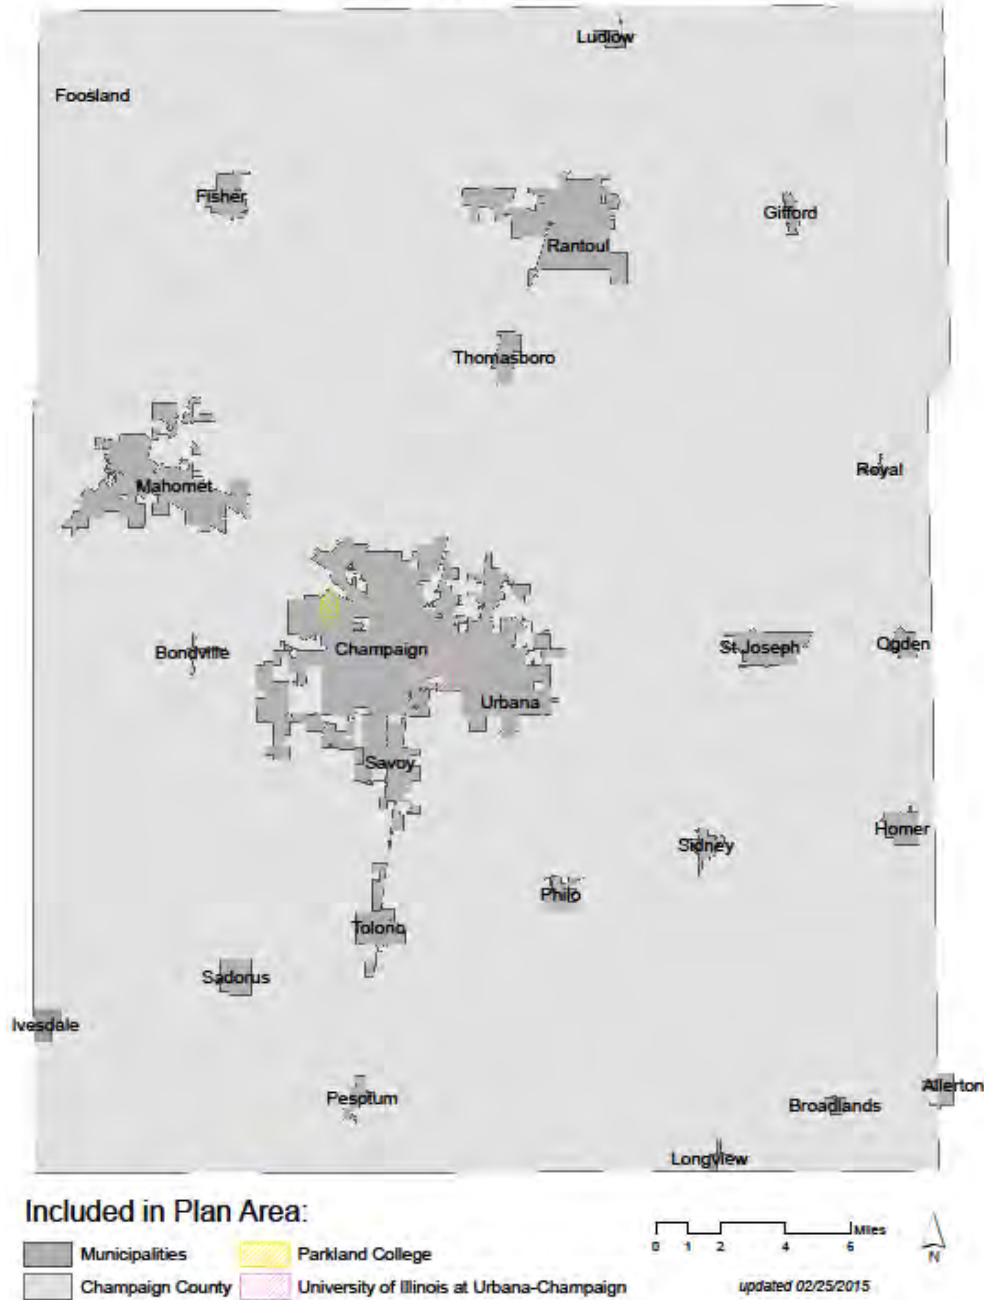 Ludlow
Foosland
Fisher
Gifford
Rantoul
Thomasboro
Royal
Mahomet
Champaign
Bondville
St Joseph
Ogden
Urbana
Savoy
Homer
Sidney
Philo
Tolono
Sadorus
Ivesdale
Allerton
Pesotum
Broadlands
Longview
Included in Plan Area:
Municipalities
Parkland College
Champaign County
University of Illinois at Urbana-Champaign
Miles
0 1 2 4 6
N
updated 02/25/2015